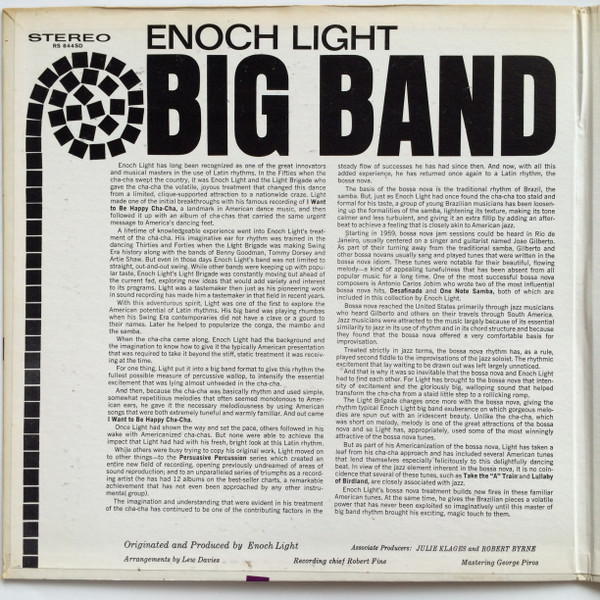 STEREO
RS 844SD
ENOCH LIGHT
BIG BAND
Enoch Light has long been recognized as one of the great innovators
and musical masters in the use of Latin rhythms. In the Fifties when the
cha-cha swept the country, it was Enoch Light and the Light Brigade who
gave the cha-cha the volatile, joyous treatment that changed this dance
from a limited, clique-supported attraction to a nationwide craze. Light
made one of the initial breakthroughs with his famous recording of I Want
to Be Happy Cha-Cha, a landmark in American dance music, and then
followed it up with an album of cha-chas that carried the same urgent
message to America's dancing feet.
A lifetime of knowledgeable experience went into Enoch Light's treat-
ment of the cha-cha. His imaginative ear for rhythm was trained in the
dancing Thirties and Forties when the Light Brigade was making Swing
Era history along with the bands of Benny Goodman, Tommy Dorsey and
Artie Shaw. But even in those days Enoch Light's band was not limited to
straight, out-and-out swing. While other bands were keeping up with popu-
lar taste, Enoch Light's Light Brigade was constantly moving out ahead of
the current fed, exploring new ideas that would add variety and interest
to its programs. Light was a tastemaker then just as his pioneering work
in sound recording has made him a tastemaker in that field in recent years.
With this adventurous spirit, Light was one of the first to explore the
American potential of Latin rhythms. His big band was playing rhumbas
when his Swing Era contemporaries did not have a clave or a gourd to
their names. Later he helped to popularize the conga, the mambo and
the samba.
When the cha-cha came along, Enoch Light had the background and
the imagination to know how to give it the typically American presentation
that was required to take it beyond the stiff, static treatment it was receiv-
ing at the time.
For one thing, Light put it into a big band format to give this rhythm the
fullest possible measure of percussive wallop, to intensify the essential
excitement that was lying almost unheeded in the cha-cha.
And then, because the cha-cha was basically rhythm and used simple,
somewhat repetitious melodies that often seemed monotonous to Amer-
ican ears, he gave it the necessary melodiousness by using American
songs that were both extremely tuneful and warmly familiar. And out came
I Want to Be Happy Cha-Cha.
Once Light had shown the way and set the pace, others followed in his
wake with Americanized cha-chas. But none were able to achieve the
impact that Light had had with his fresh, bright look at this Latin rhythm.
While others were busy trying to copy his original work, Light moved on
to other things—to the Persuasive Percussion series which created an
entire new field of recording, opening previously undreamed of areas of
sound reproduction; and to an unparalleled series of triumphs as a record-
ing artist (he has had 12 albums on the best-seller charts, a remarkable
achievement that has not even been approached by any other instru-
mental group).
The imagination and understanding that were evident in his treatment
of the cha-cha has continued to be one of the contributing factors in the
steady flow of successes he has had since then. And now, with all this
added experience, he has returned once again to a Latin rhythm, the
bossa nova.
The basis of the bossa nova is the traditional rhythm of Brazil, the
samba. But, just as Enoch Light had once found the cha-cha too staid and
formal for his taste, a group of young Brazilian musicians has been loosen-
ing up the formalities of the samba, lightening its texture, making its tone
calmer and less turbulent, and giving it an extra fillip by adding an after-
beat to achieve a feeling that is closely akin to American jazz.
Starting in 1959, bossa nova jam sessions could be heard in Rio de
Janeiro, usually centered on a singer and guitarist named Joao Gilberto.
As part of their turning away from the traditional samba, Gilberto and
other bossa novans usually sang and played tunes that were written in the
bossa nova idiom. These tunes were notable for their beautiful, flowing
melody—a kind of appealing tunefulness that has been absent from all
popular music for a long time. One of the most successful bossa nova
composers is Antonio Carlos Jobim who wrote two of the most influential
bossa nova hits, Desafinado and One Note Samba, both of which are
included in this collection by Enoch Light.
Bossa nova reached the United States primarily through jazz musicians
who heard Gilberto and others on their travels through South America.
Jazz musicians were attracted to the music largely because of its essential
similarity to jazz in its use of rhythm and in its chord structure and because
they found that the bossa nova offered a very comfortable basis for
improvisation.
Treated strictly in jazz terms, the bossa nova rhythm has, as a rule,
played second fiddle to the improvisations of the jazz soloist. The rhythmic
excitement that lay waiting to be drawn out was left largely unnoticed.
And that is why it was so inevitable that the bossa nova and Enoch Light
had to find each other. For Light has brought to the bossa nova that inten-
sity of excitement and the gloriously big, walloping sound that helped
transform the cha-cha from a staid little step to a rollicking romp.
The Light Brigade charges once more with the bossa nova, giving the
rhythm typical Enoch Light big band exuberance on which gorgeous melo-
dies are spun out with an iridescent beauty. Unlike the cha-cha, which
was short on melody, melody is one of the great attractions of the bossa
nova and so Light has, appropriately, used some of the most winningly
attractive of the bossa nova tunes.
But as part of his Americanization of the bossa nova, Light has taken a
leaf from his cha-cha approach and has included several American tunes
that lend themselves especially felicitously to this delightfully dancing
beat. In view of the jazz element inherent in the bossa nova, it is no coin-
cidence that several of these tunes, such as Take the "A" Train and Lullaby
of Birdland, are closely associated with jazz.
Enoch Light's bossa nova treatment builds new fires in these familiar
American tunes. At the same time, he gives the Brazilian pieces a volatile
power that has never been exploited so imaginatively until this master of
big band rhythm brought his exciting, magic touch to them.
Originated and Produced by Enoch Light
Associate Producers: JULIE KLAGES and ROBERT BYRNE
Arrangements by Lew Davies
Recording chief Robert Fine
Mastering George Piros